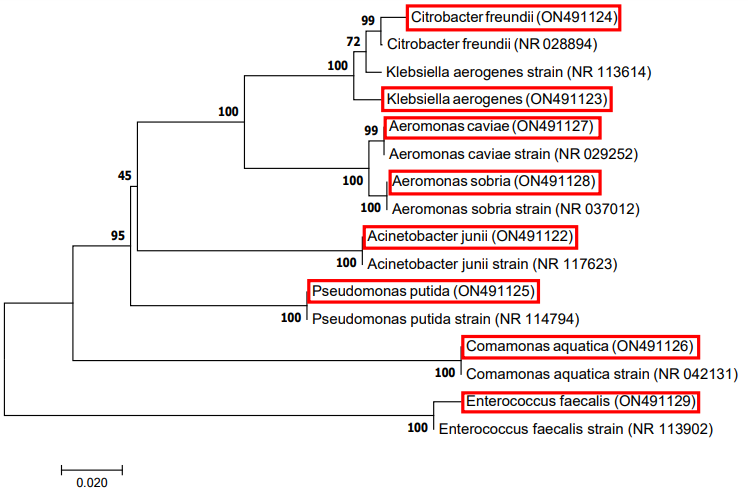 99
Citrobacter freundii (ON491124)
72
Citrobacter freundii (NR 028894)
100
Klebsiella aerogenes strain (NR 113614)
Klebsiella aerogenes (ON491123)
100
99
Aeromonas caviae (ON491127)
Aeromonas caviae strain (NR 029252)
45
100
Aeromonas sobria (ON491128)
100
Aeromonas sobria strain (NR 037012)
95
Acinetobacter junii (ON491122)
100
Acinetobacter junii strain (NR 117623)
Pseudomonas putida (ON491125)
100
Pseudomonas putida strain (NR 114794)
Comamonas aquatica (ON491126)
100
Comamonas aquatica strain (NR 042131)
Enterococcus faecalis (ON491129)
100
Enterococcus faecalis strain (NR 113902)
0.020